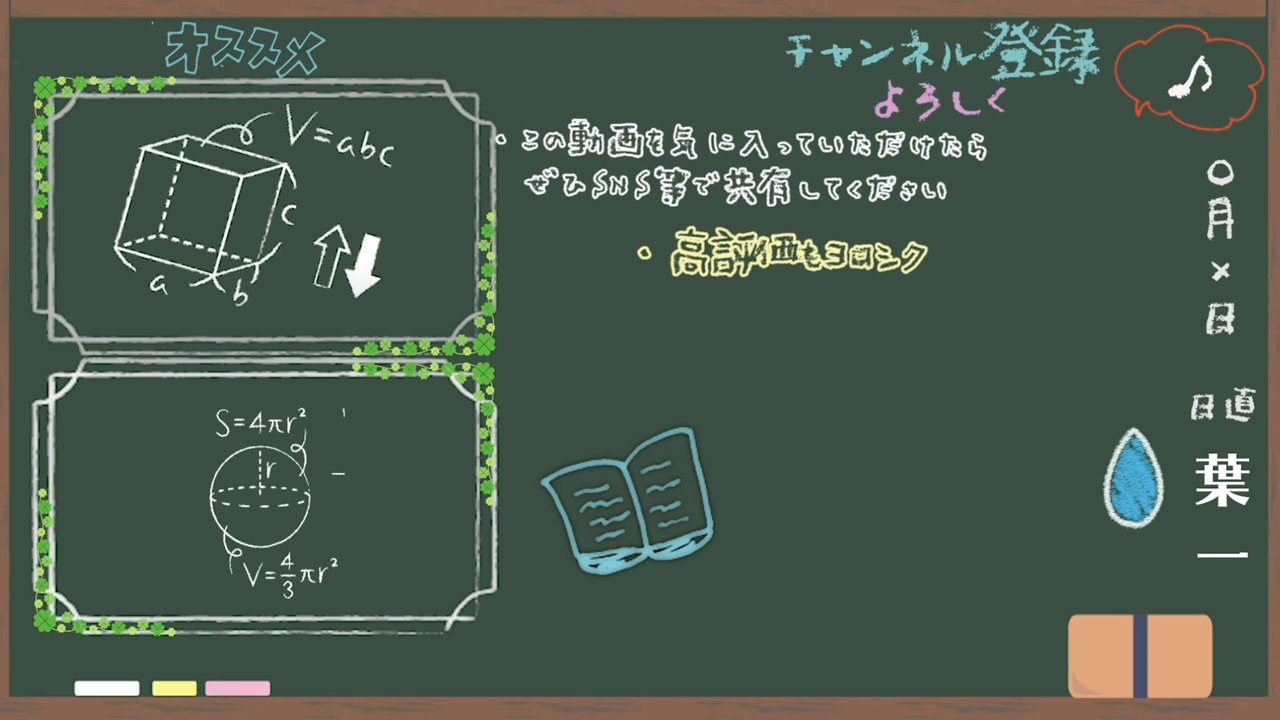 オススメ
V=abc
c
a
b
S=4πr²
r
V=4/3πr²
チャンネル登録
よろしく
・この動画を気に入っていただけたら
ぜひSNS等で共有してください
・高評価もヨロシク
○月×日
日直
葉一